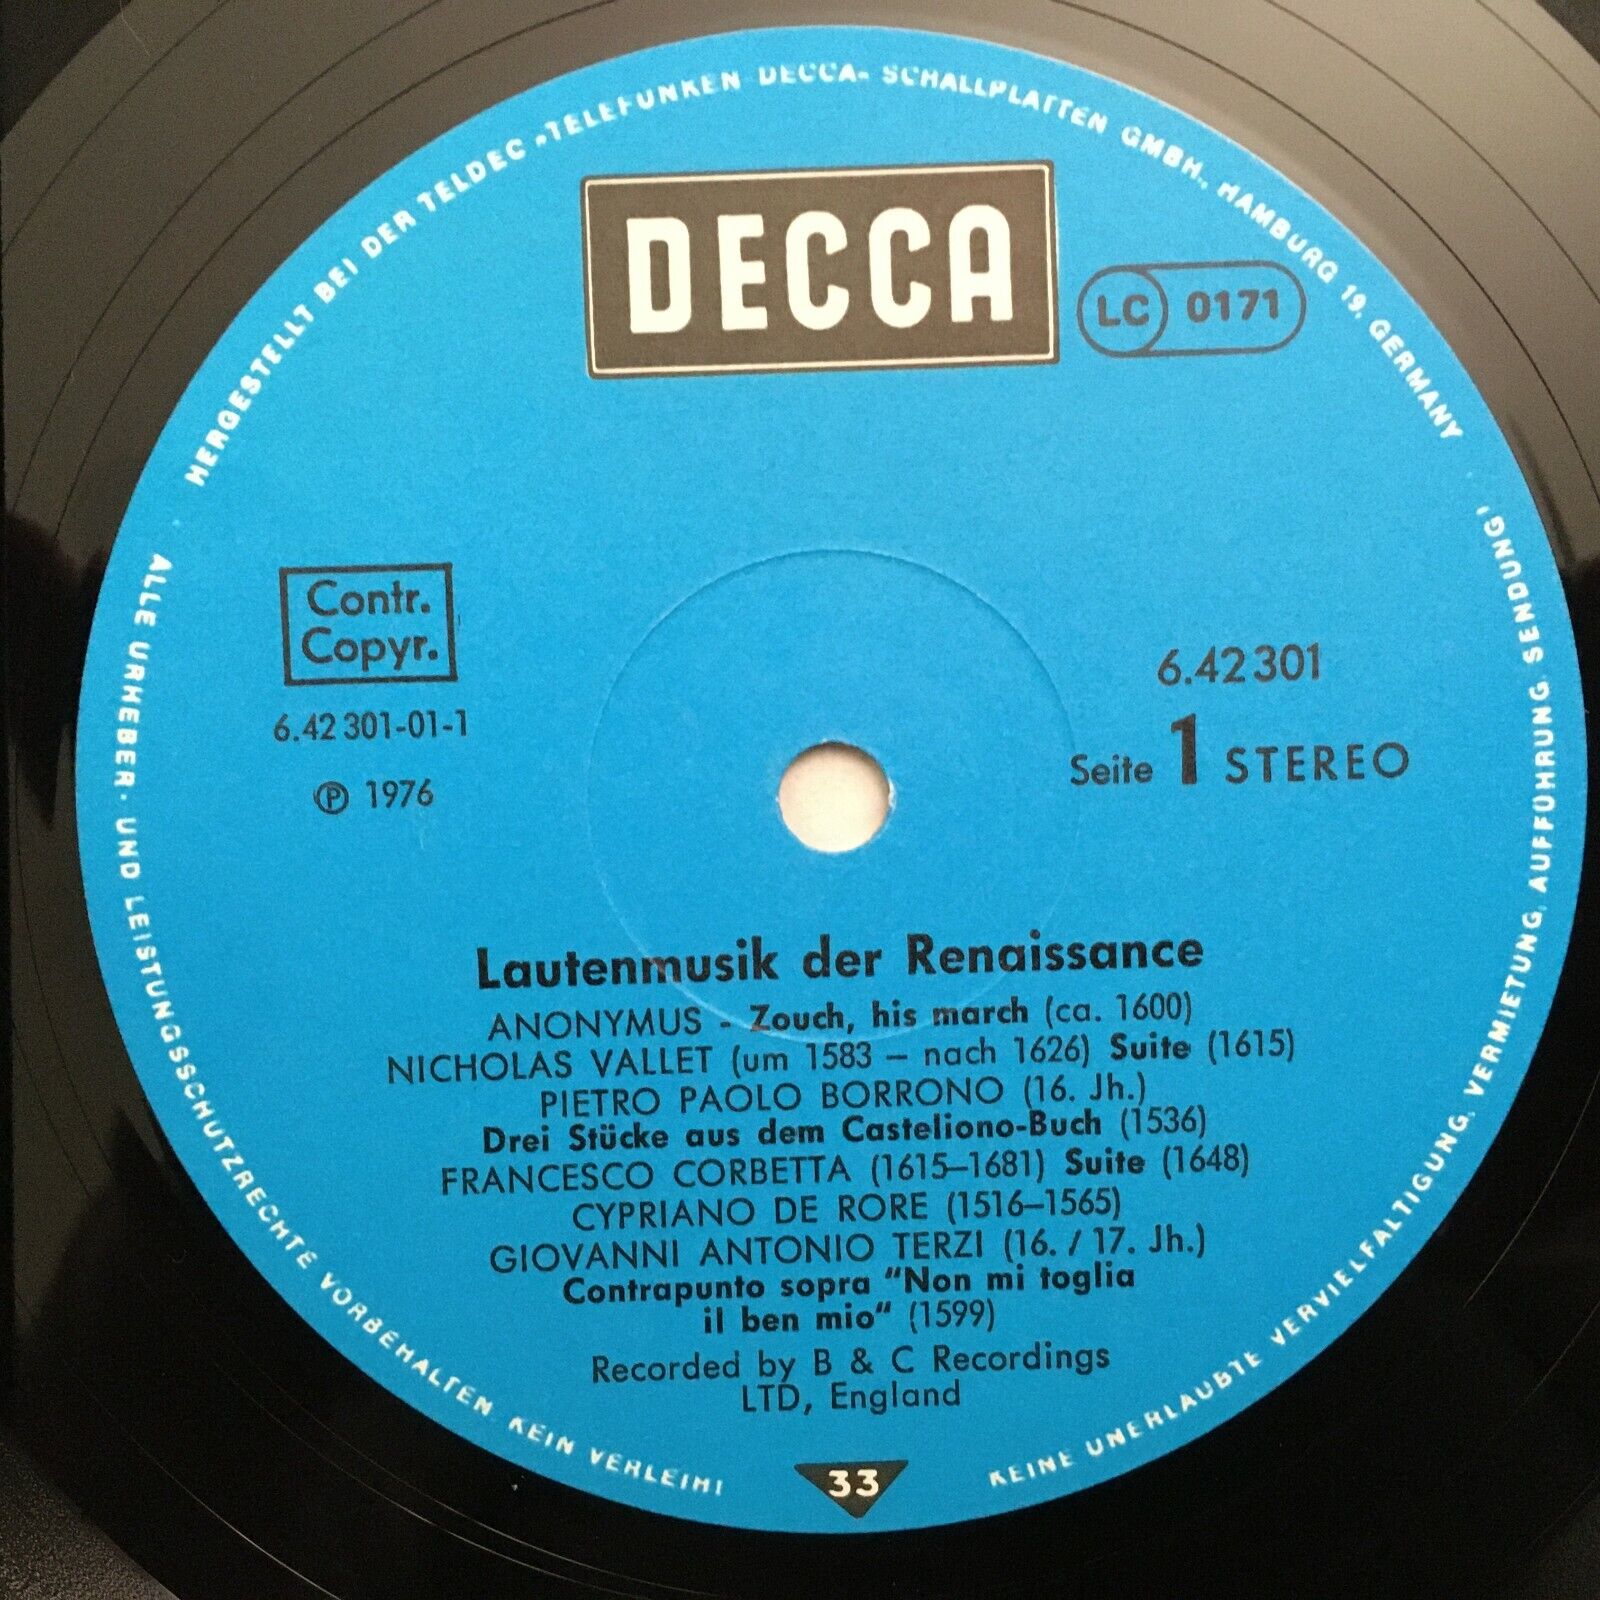 HERGESTELLT BEI DER TELDEC »TELEFUNKEN DECCA« SCHALLPLATTEN GMBH., HAMBURG 19, GERMANY
DECCA
LC 0171
Contr.
Copyr.
6.42 301-01-1
℗ 1976
6.42301
Seite 1 STEREO
Lautenmusik der Renaissance
ANONYMUS - Zouch, his march (ca. 1600)
NICHOLAS VALLET (um 1583 – nach 1626) Suite (1615)
PIETRO PAOLO BORRONO (16. Jh.)
Drei Stücke aus dem Casteliono-Buch (1536)
FRANCESCO CORBETTA (1615–1681) Suite (1648)
CYPRIANO DE RORE (1516–1565)
GIOVANNI ANTONIO TERZI (16. / 17. Jh.)
Contrapunto sopra "Non mi toglia
il ben mio" (1599)
Recorded by B & C Recordings
LTD, England
33
ALLE URHEBER- UND LEISTUNGSSCHUTZRECHTE VORBEHALTEN. KEIN VERLEIH!
KEINE UNERLAUBTE VERVIELFALTIGUNG, VERMIETUNG, AUFFÜHRUNG, SENDUNG!